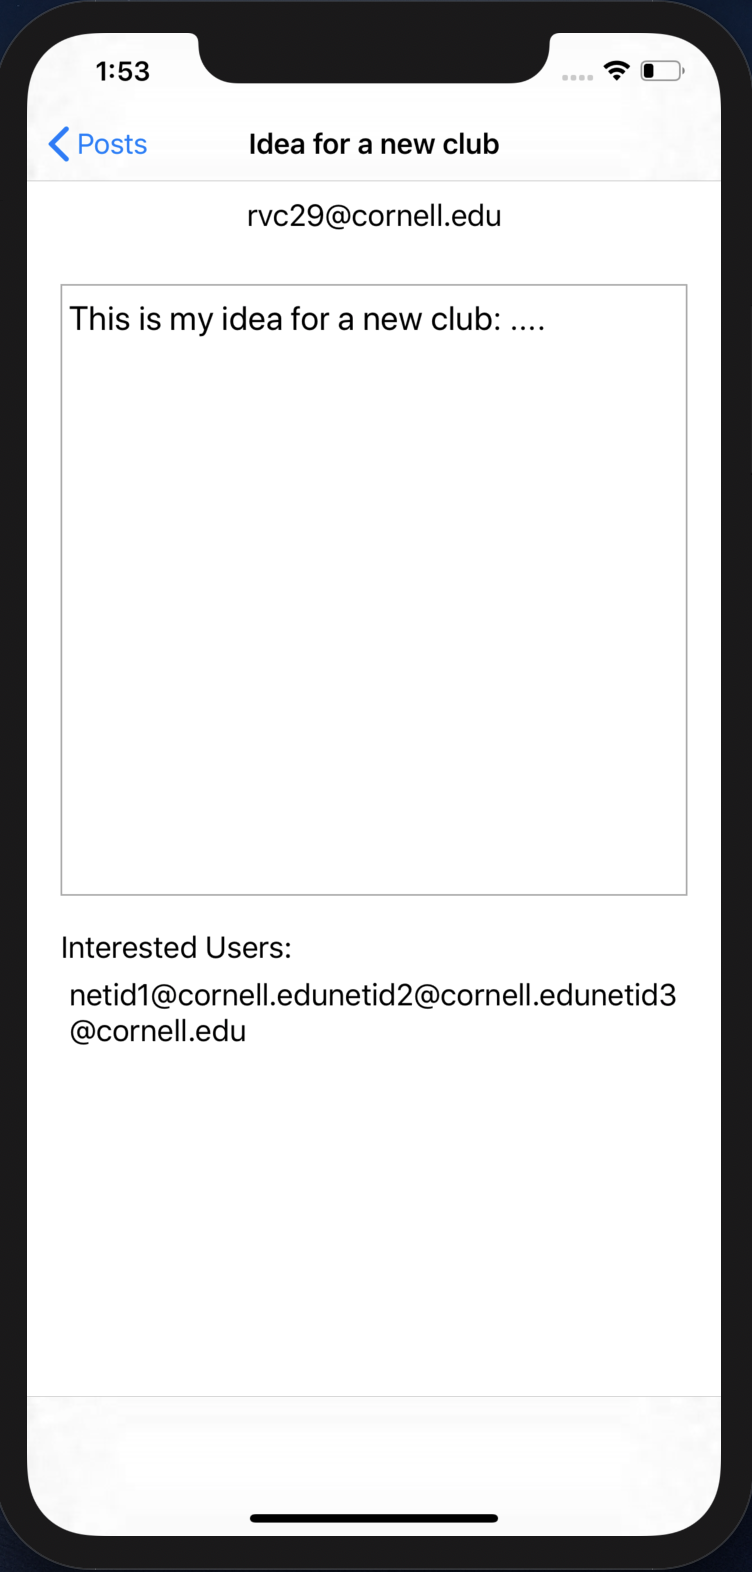 1:53
Posts
Idea for a new club
rvc29@cornell.edu
This is my idea for a new club: ....
Interested Users:
netid1@cornell.edunetid2@cornell.edunetid3
@cornell.edu